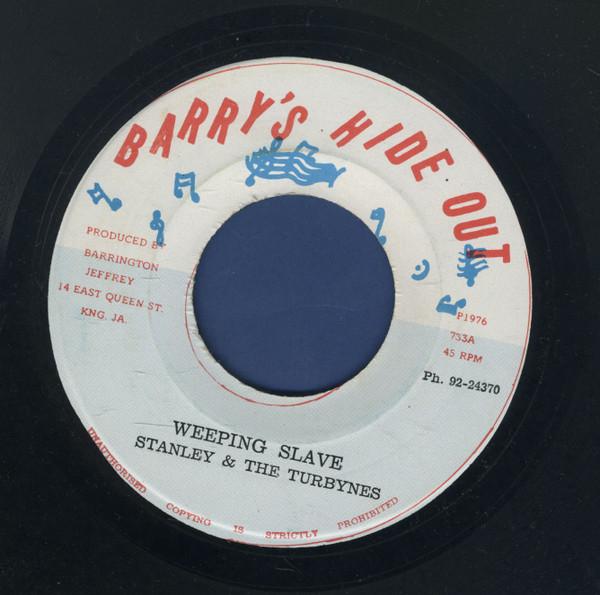 BARRY'S HIDE OUT
PRODUCED BY
BARRINGTON
JEFFREY
14 EAST QUEEN ST.
KNG. JA.
P1976
733A
45 RPM
Ph. 92-24370
WEEPING SLAVE
STANLEY & THE TURBYNES
UNAUTHORISED COPYING IS STRICTLY PROHIBITED